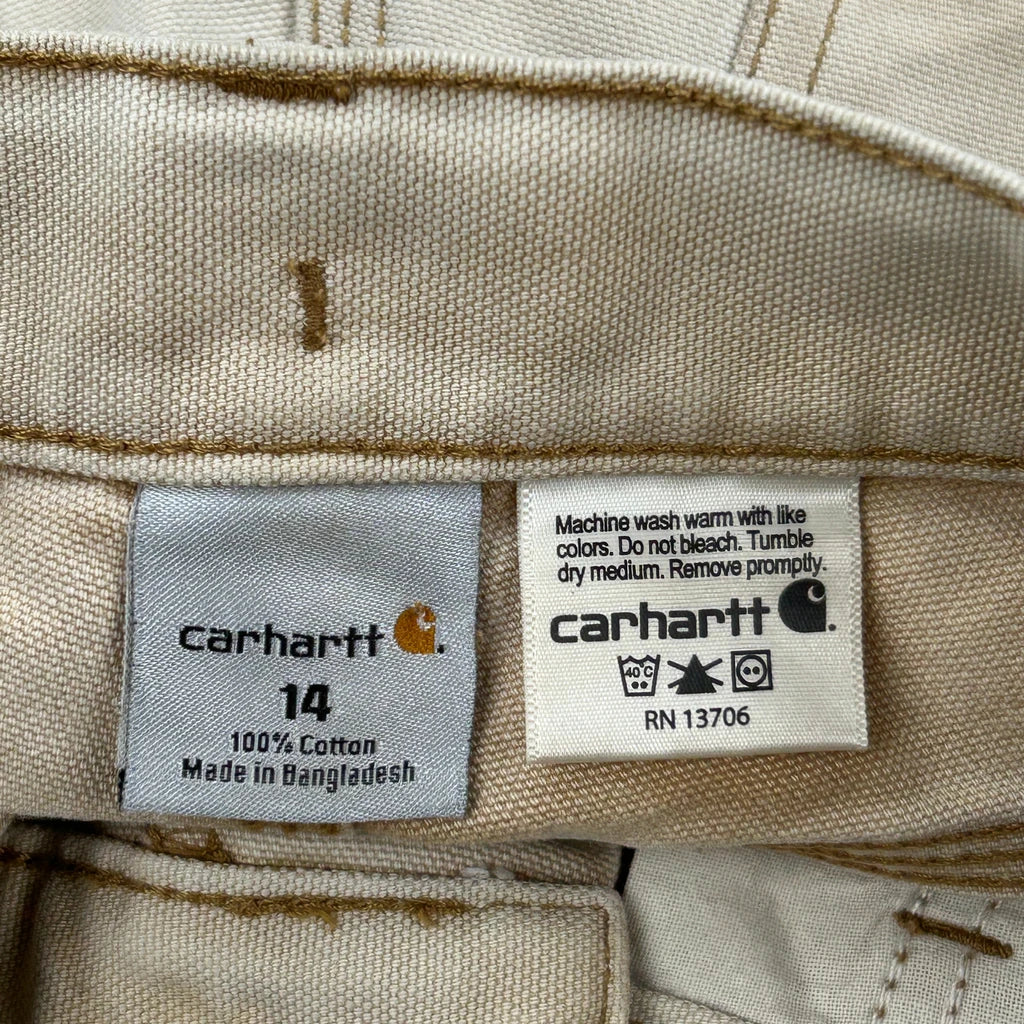 carhartt
14
100% Cotton
Made in Bangladesh
Machine wash warm with like
colors. Do not bleach. Tumble
dry medium. Remove promptly.
carhartt
40°C
RN 13706